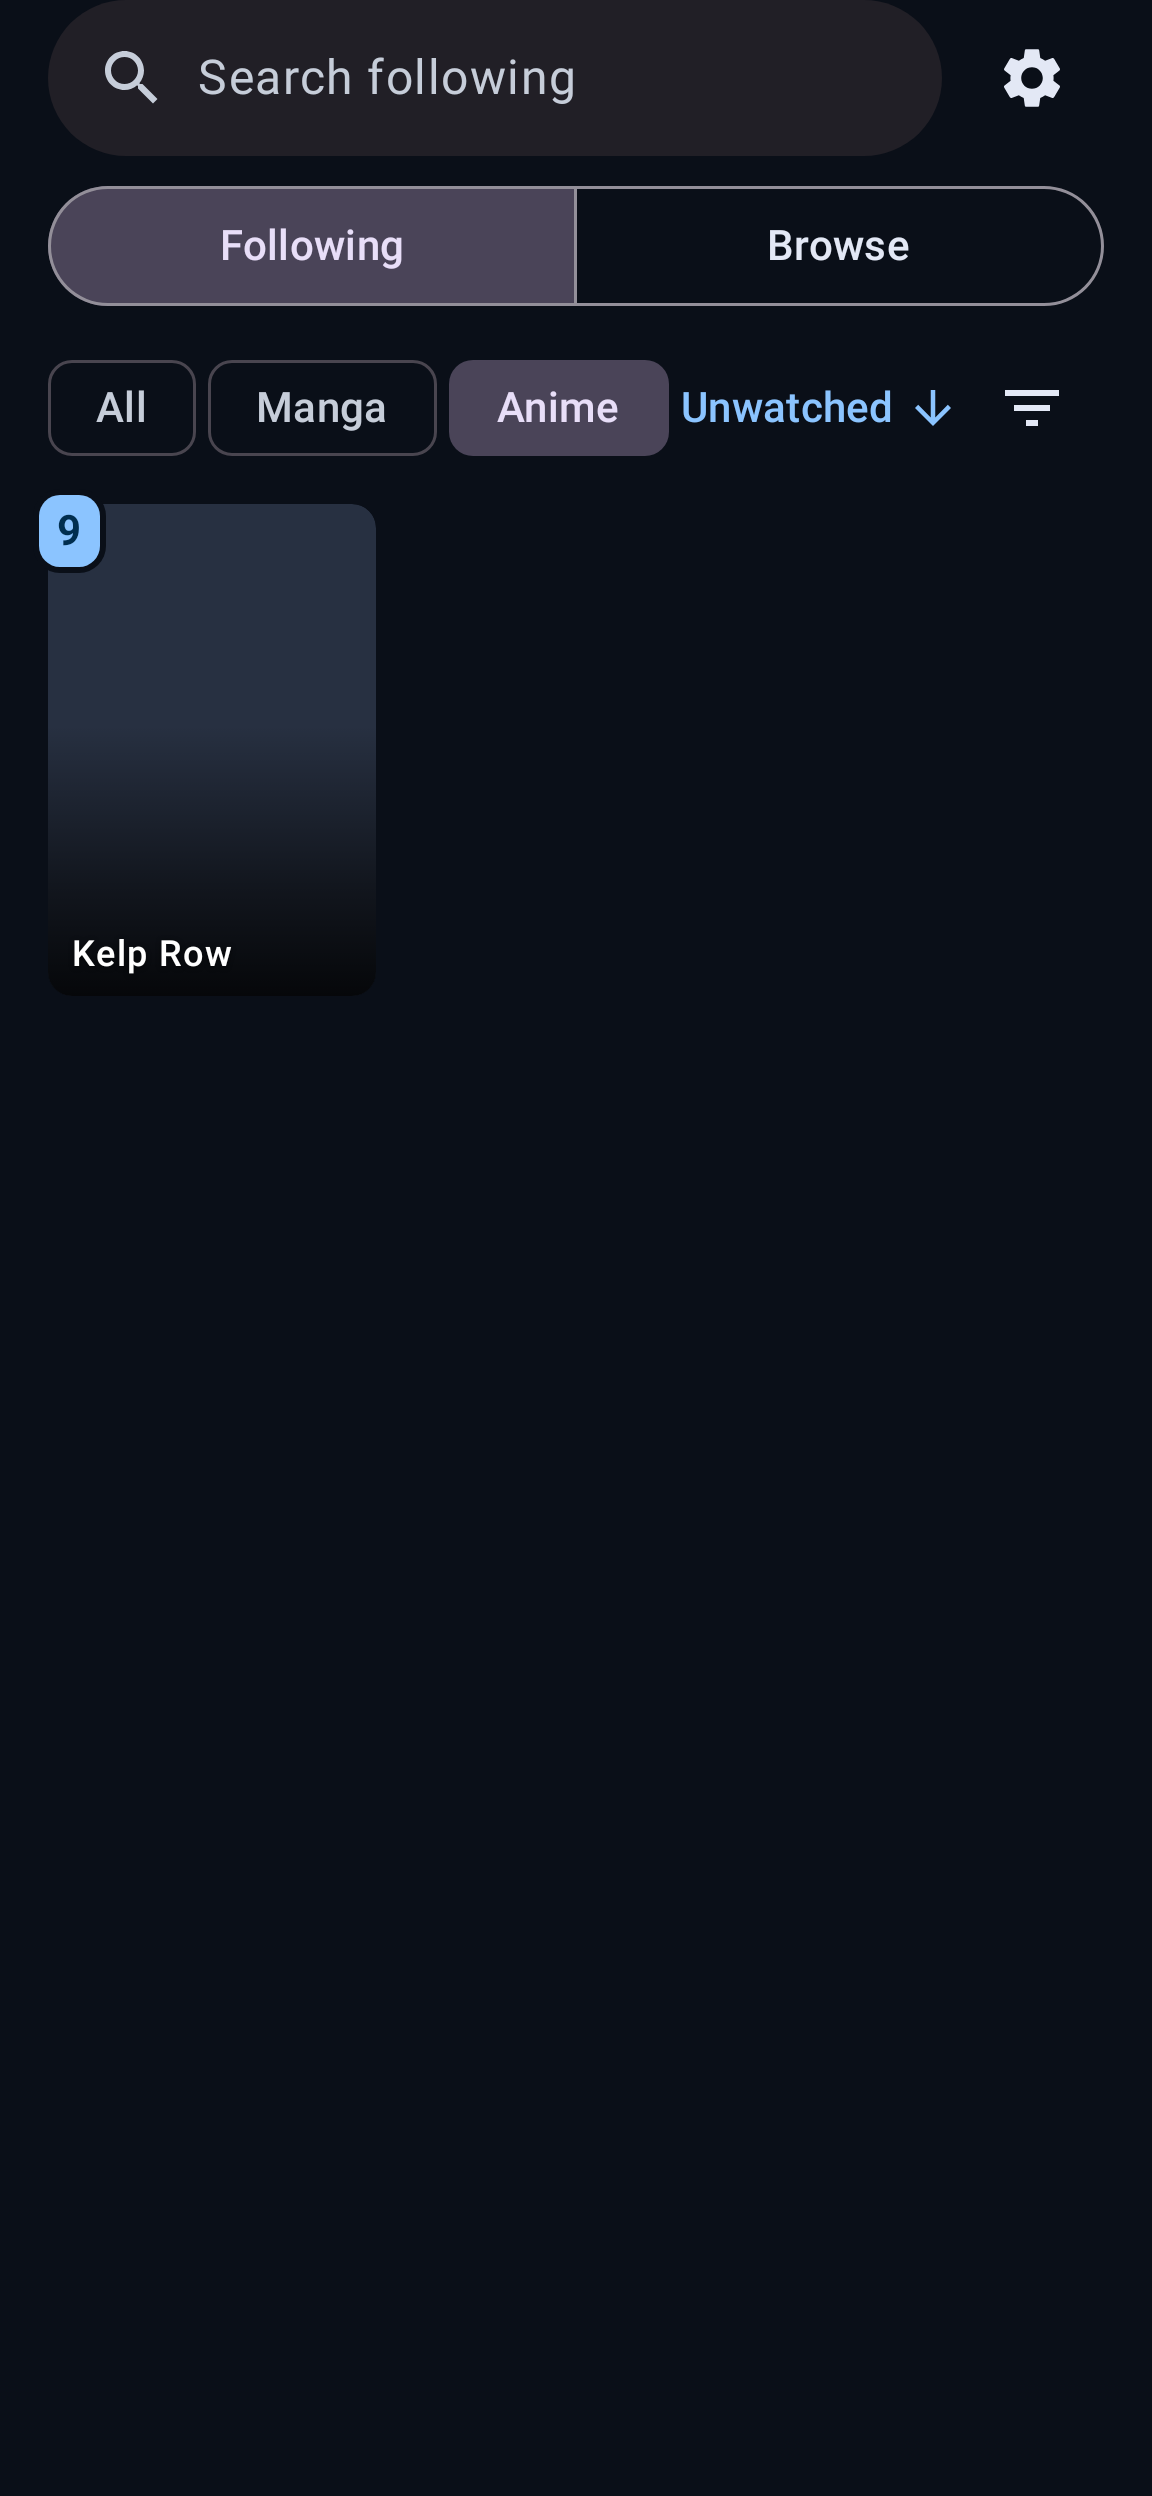 Search following
Following
Browse
All
Manga
Anime
Unwatched
9
Kelp Row